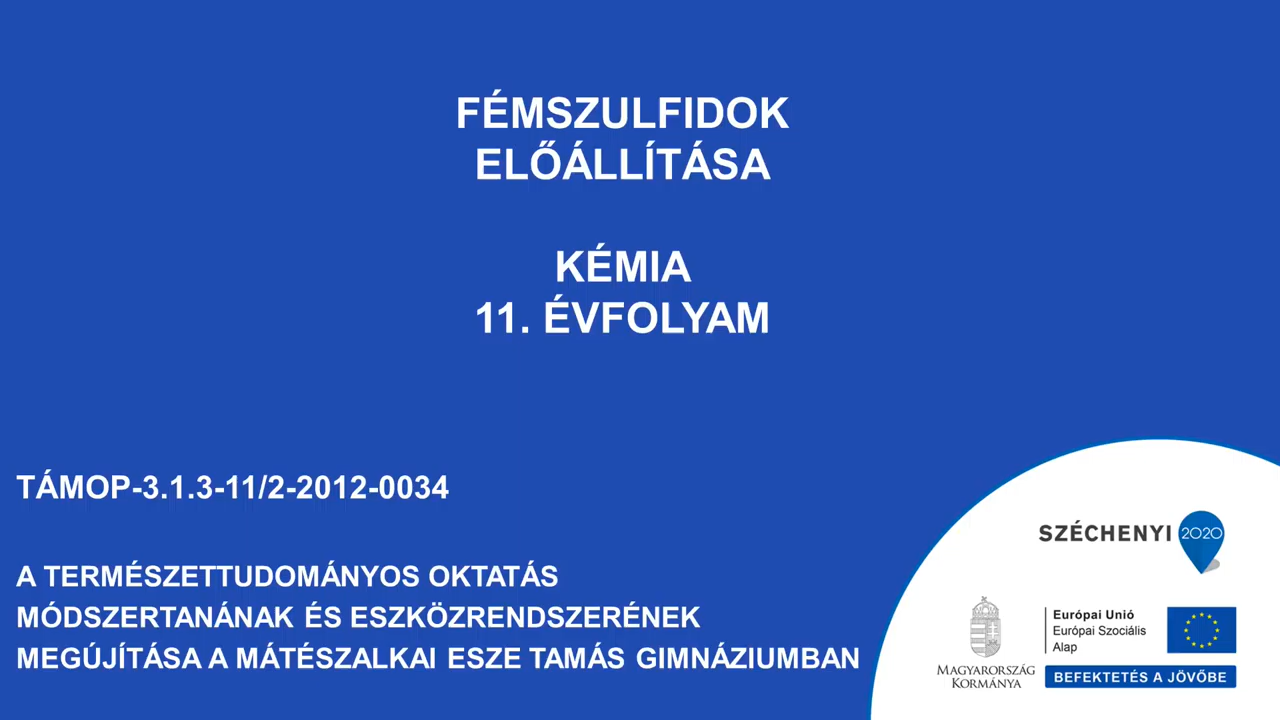 FÉMSZULFIDOK
ELŐÁLLÍTÁSA
KÉMIA
11. ÉVFOLYAM
TÁMOP-3.1.3-11/2-2012-0034
A TERMÉSZETTUDOMÁNYOS OKTATÁS
MÓDSZERTANÁNAK ÉS ESZKÖZRENDSZERÉNEK
MEGÚJÍTÁSA A MÁTÉSZALKAI ESZE TAMÁS GIMNÁZIUMBAN
SZÉCHENYI 2020
MAGYARORSZÁG
KORMÁNYA
Európai Unió
Európai Szociális
Alap
BEFEKTETÉS A JÖVŐBE